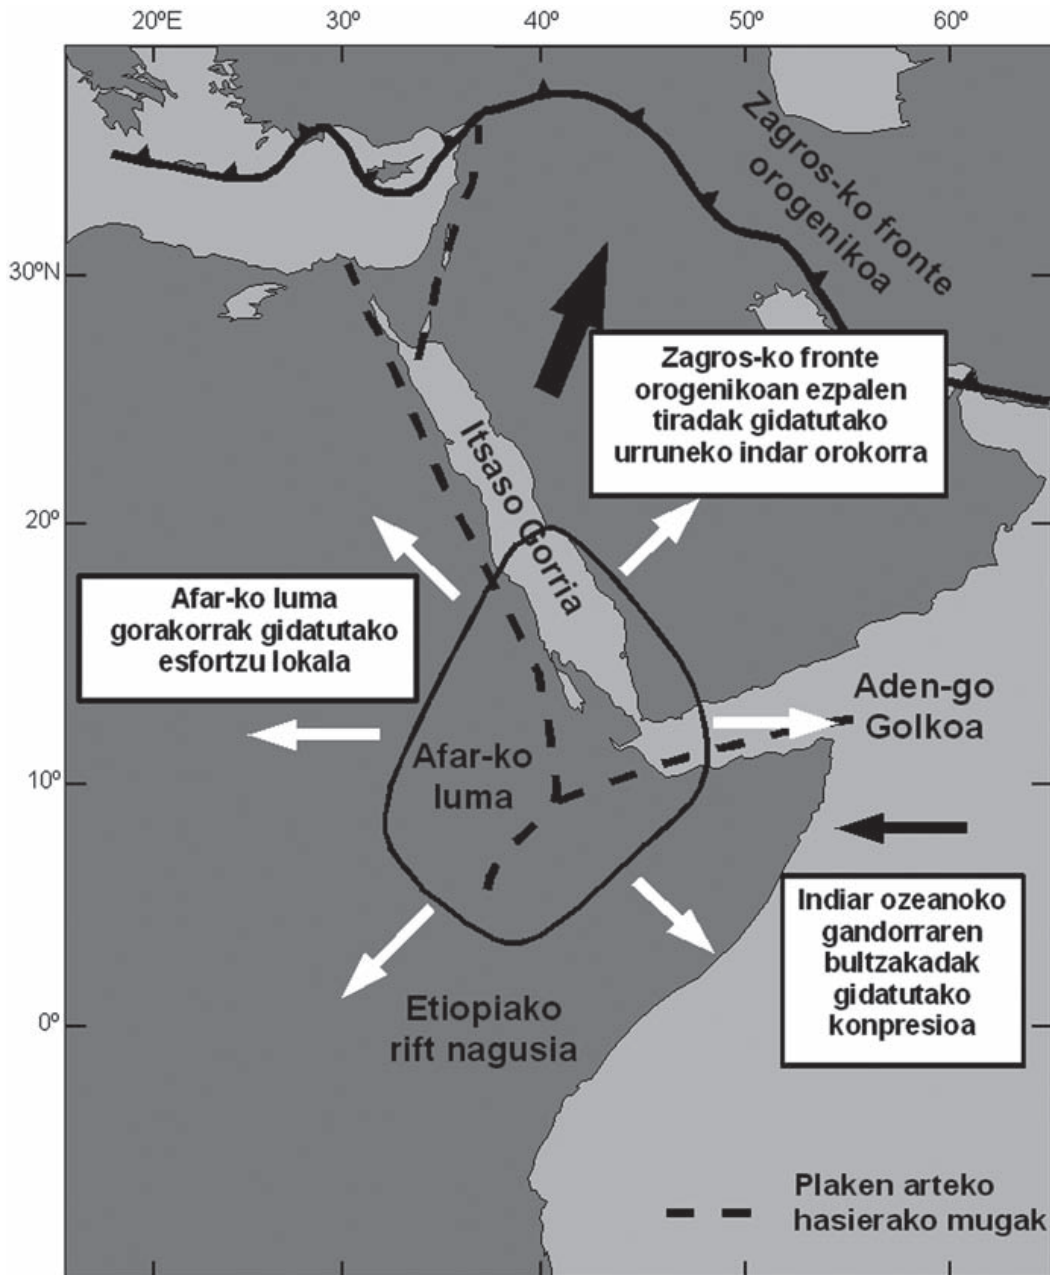 20ºE 30º 40º 50º 60º
Zagros-ko fronte
orogenikoa
30ºN
Zagros-ko fronte
orogenikoan ezpalen
tiradak gidatutako
urruneko indar orokorra
Itsaso Gorria
20º
Afar-ko luma
gorakorrak gidatutako
esfortzu lokala
Aden-go
Golkoa
Afar-ko
luma
10º
Indiar ozeanoko
gandorraren
bultzakadak
gidatutako
konpresioa
Etiopiako
rift nagusia
0º
Plaken arteko
hasierako mugak